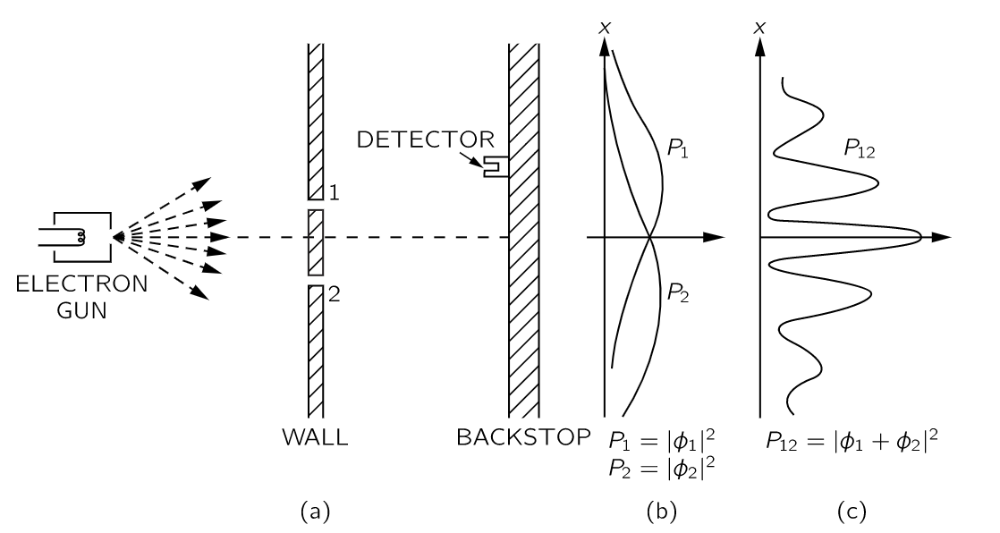 x
x
DETECTOR
P₁
P₁₂
1
ELECTRON
GUN
2
P₂
WALL
BACKSTOP
P₁ = |ϕ₁|²
P₂ = |ϕ₂|²
P₁₂ = |ϕ₁ + ϕ₂|²
(a)
(b)
(c)